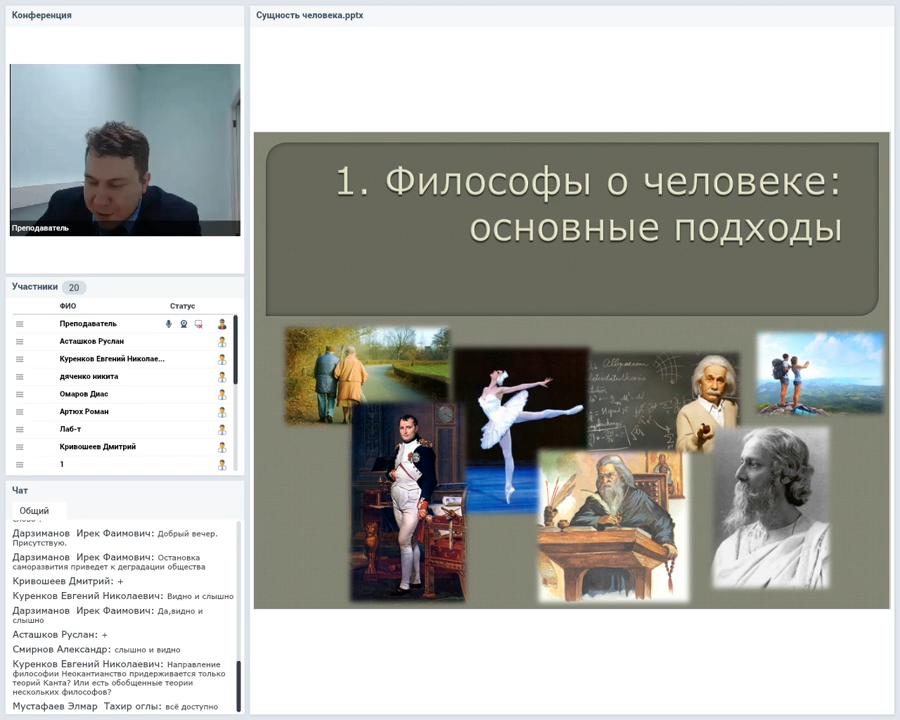 Конференция
Преподаватель
Участники 20
ФИО Статус
Преподаватель
Асташков Руслан
Куренков Евгений Николае...
дяченко никита
Омаров Диас
Артюх Роман
Лаб-т
Кривошеев Дмитрий
1
Чат
Общий
Дарзиманов Ирек Фаимович: Добрый вечер.
Присутствую.
Дарзиманов Ирек Фаимович: Остановка
саморазвития приведет к деградации общества
Кривошеев Дмитрий: +
Куренков Евгений Николаевич: Видно и слышно
Дарзиманов Ирек Фаимович: Да,видно и
слышно
Асташков Руслан: +
Смирнов Александр: слышно и видно
Куренков Евгений Николаевич: Направление
философии Неокантианство придерживается только
теорий Канта? Или есть обобщенные теории
нескольких философов?
Мустафаев Элмар Тахир оглы: всё доступно
Сущность человека.pptx
1. Философы о человеке:
основные подходы